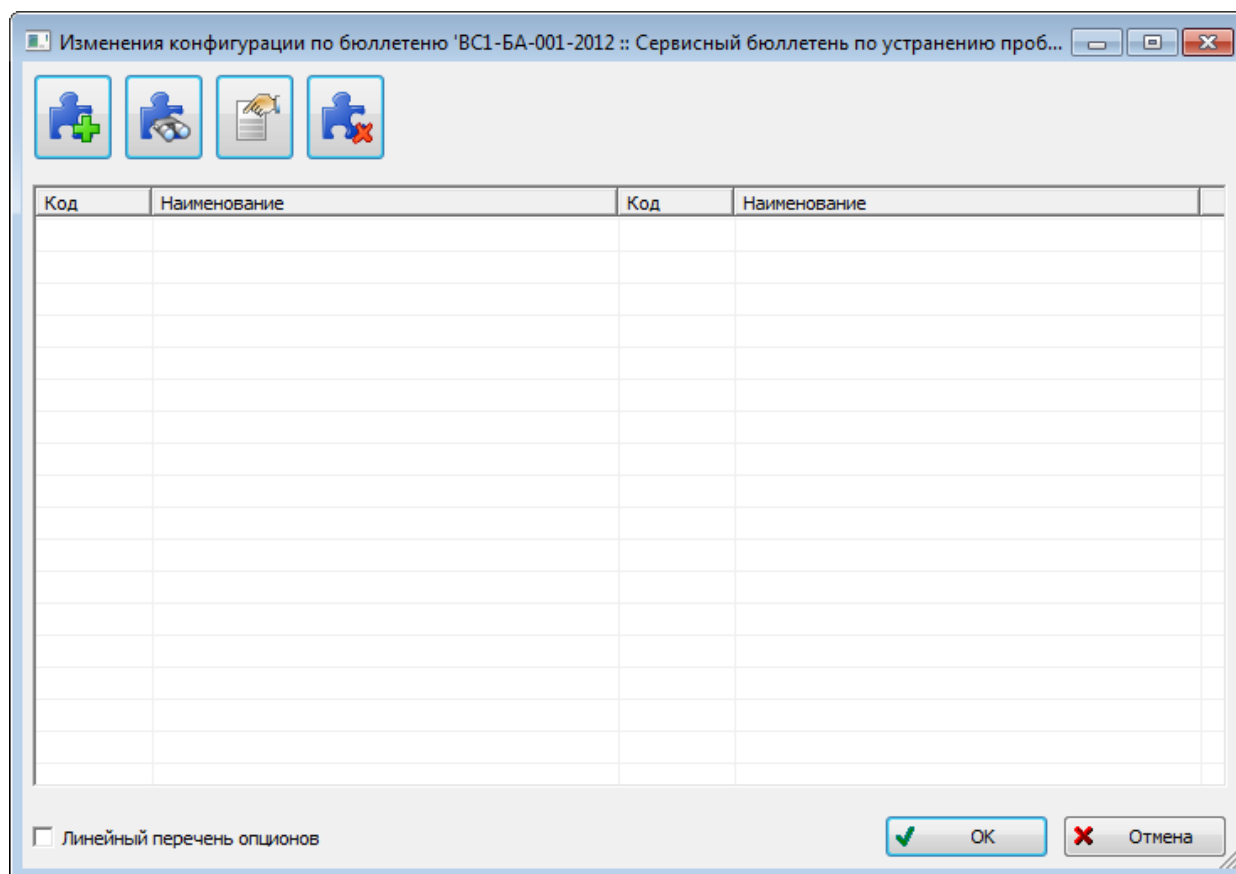 Изменения конфигурации по бюллетеню 'ВС1-БА-001-2012 :: Сервисный бюллетень по устранению проб...
Код Наименование Код Наименование
Линейный перечень опционов ОК Отмена